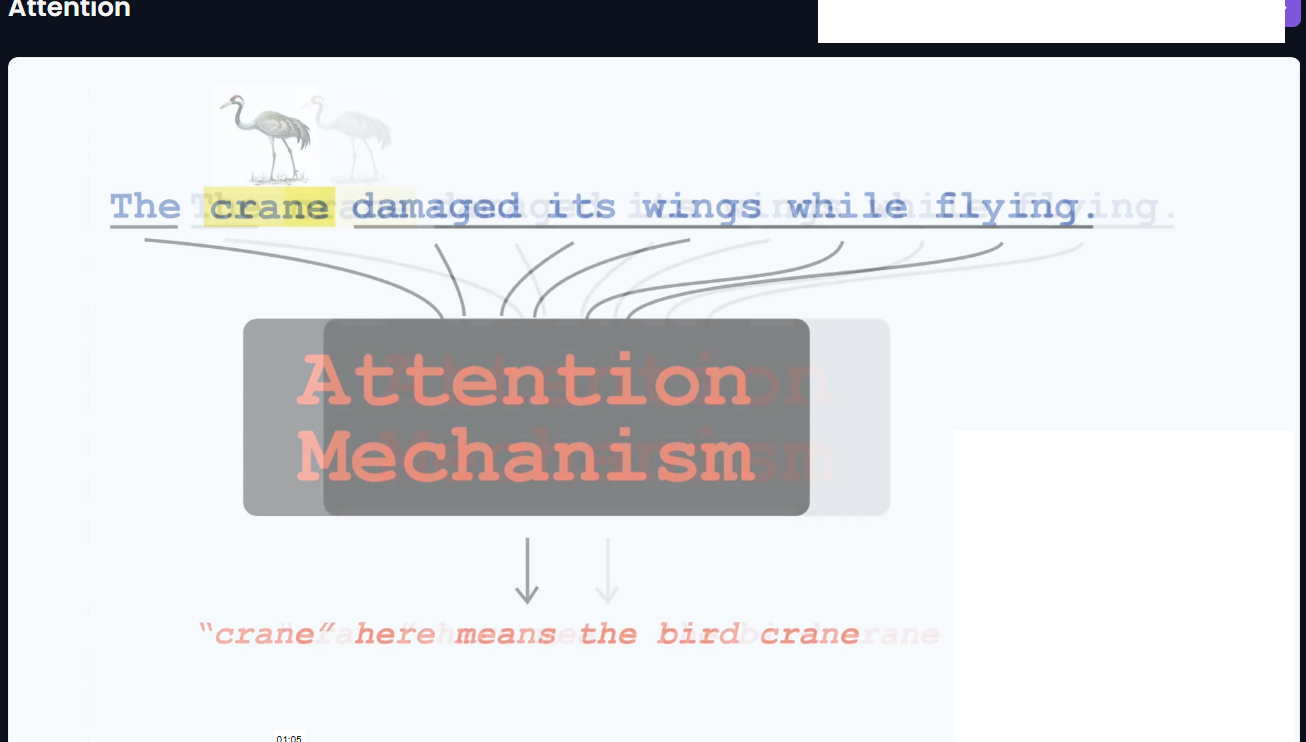 Attention
The crane damaged its wings while flying.
Attention
Mechanism
“crane” here means the bird crane
01:05